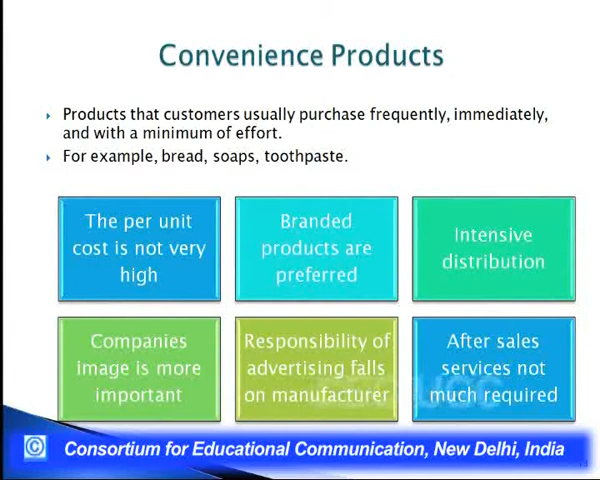 Convenience Products
Products that customers usually purchase frequently, immediately,
and with a minimum of effort.
For example, bread, soaps, toothpaste.
The per unit
cost is not very
high
Branded
products are
preferred
Intensive
distribution
Companies
image is more
important
Responsibility of
advertising falls
on manufacturer
After sales
services not
much required
Consortium for Educational Communication, New Delhi, India